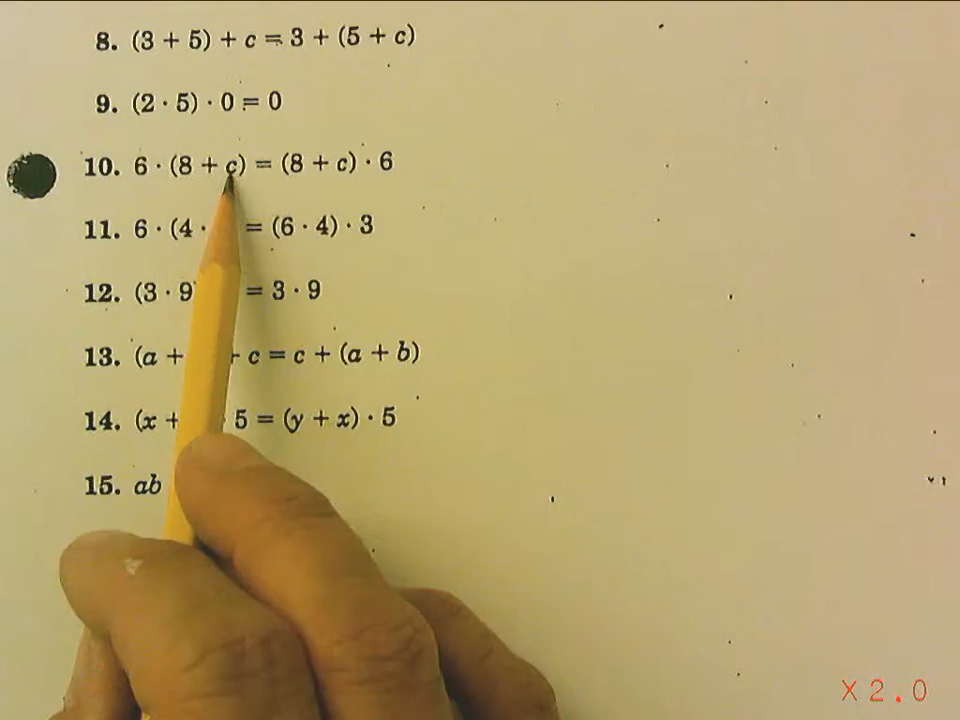 8. (3 + 5) + c = 3 + (5 + c)
9. (2 · 5) · 0 = 0
10. 6 · (8 + c) = (8 + c) · 6
11. 6 · (4 · = (6 · 4) · 3
12. (3 · 9) = 3 · 9
13. (a + + c = c + (a + b)
14. (x + · 5 = (y + x) · 5
15. ab
X2.0